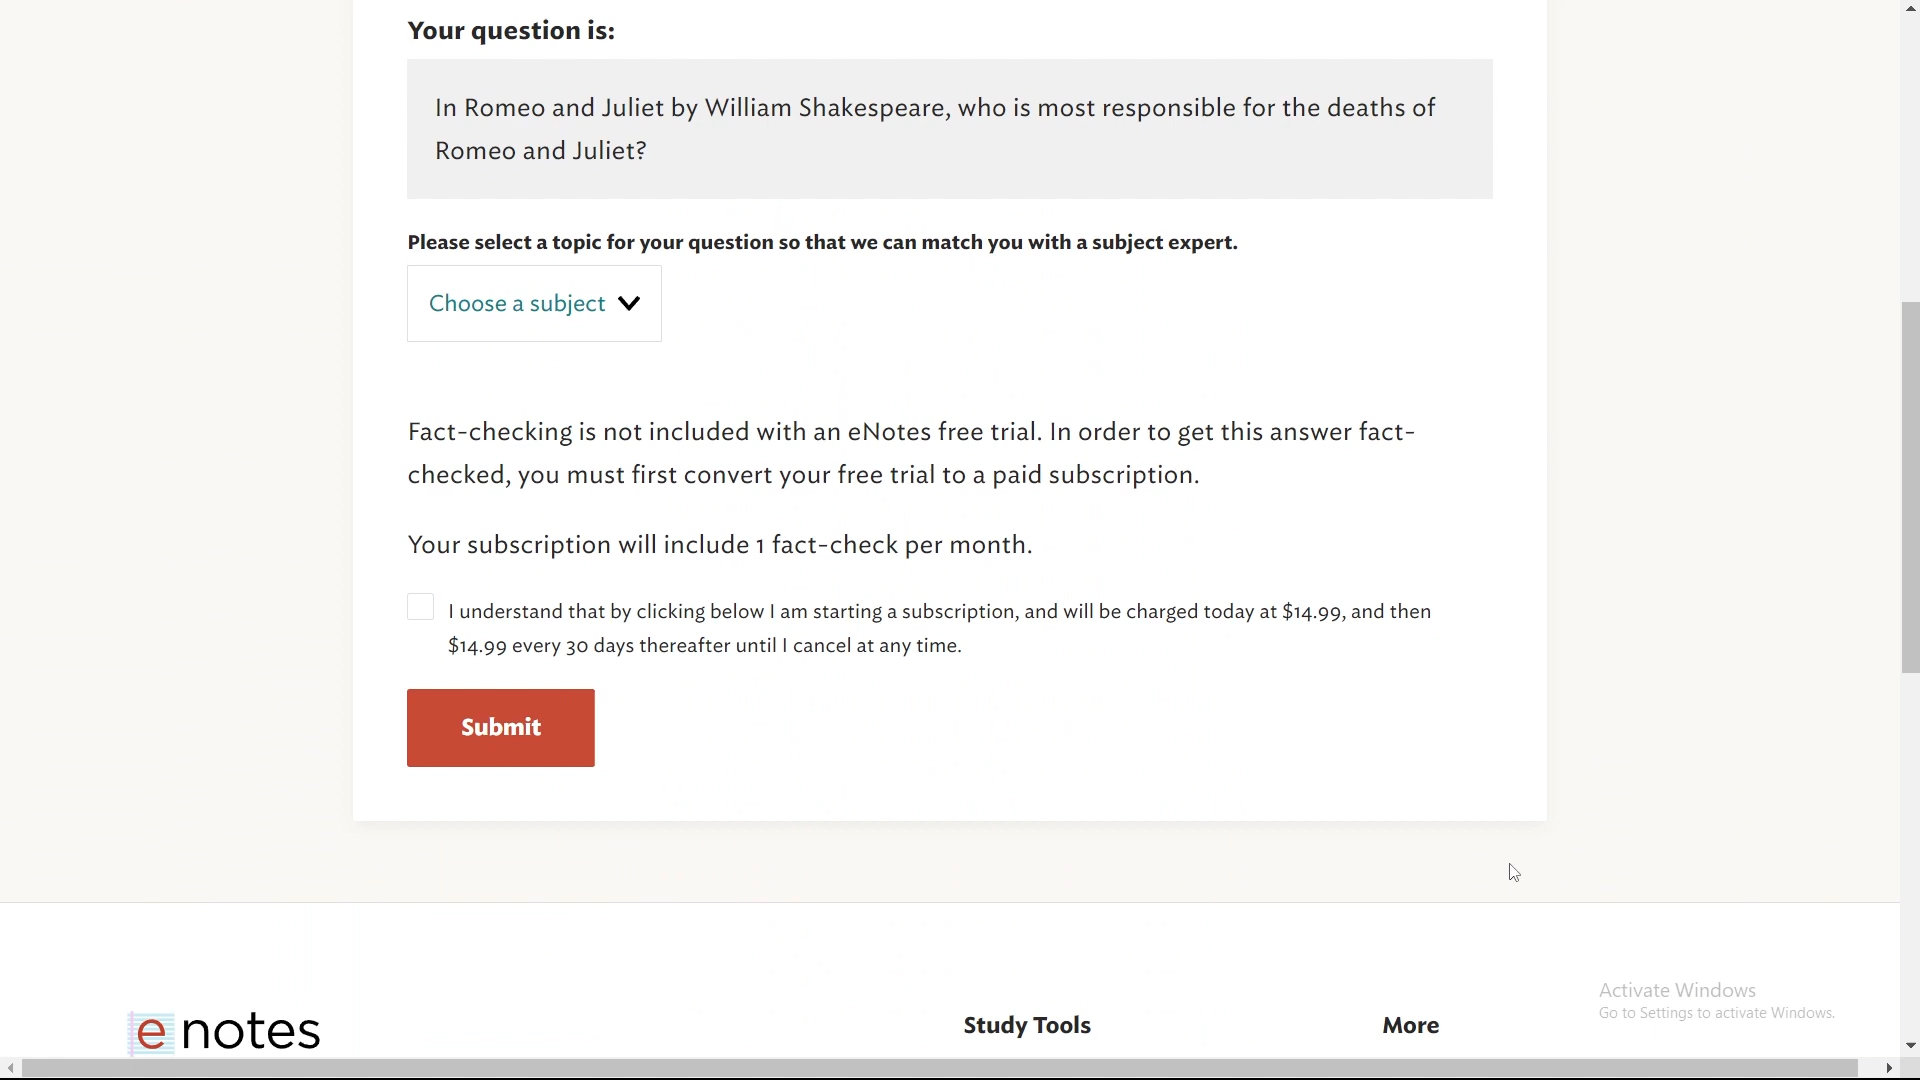 Your question is:
In Romeo and Juliet by William Shakespeare, who is most responsible for the deaths of
Romeo and Juliet?
Please select a topic for your question so that we can match you with a subject expert.
Choose a subject
Fact-checking is not included with an eNotes free trial. In order to get this answer fact-
checked, you must first convert your free trial to a paid subscription.
Your subscription will include 1 fact-check per month.
I understand that by clicking below I am starting a subscription, and will be charged today at $14.99, and then
$14.99 every 30 days thereafter until I cancel at any time.
Submit
enotes
Study Tools
More
Activate Windows
Go to Settings to activate Windows.